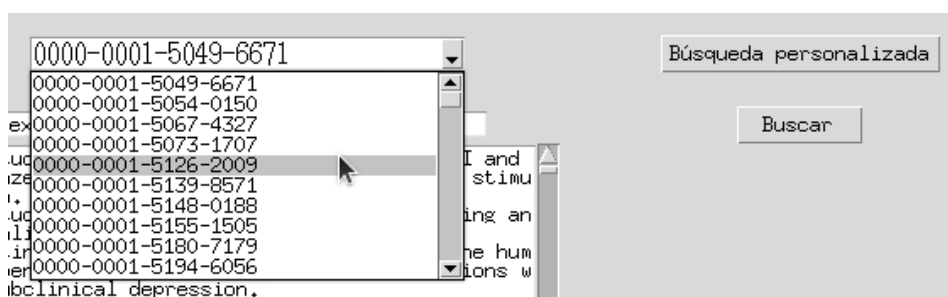 0000-0001-5049-6671
Búsqueda personalizada
0000-0001-5049-6671
0000-0001-5054-0150
0000-0001-5067-4327
Buscar
0000-0001-5073-1707
I and
0000-0001-5126-2009
stimu
0000-0001-5139-8571
0000-0001-5148-0188
ing an
0000-0001-5155-1505
0000-0001-5180-7179
he hum
0000-0001-5194-6056
ions w
bclinical depression.